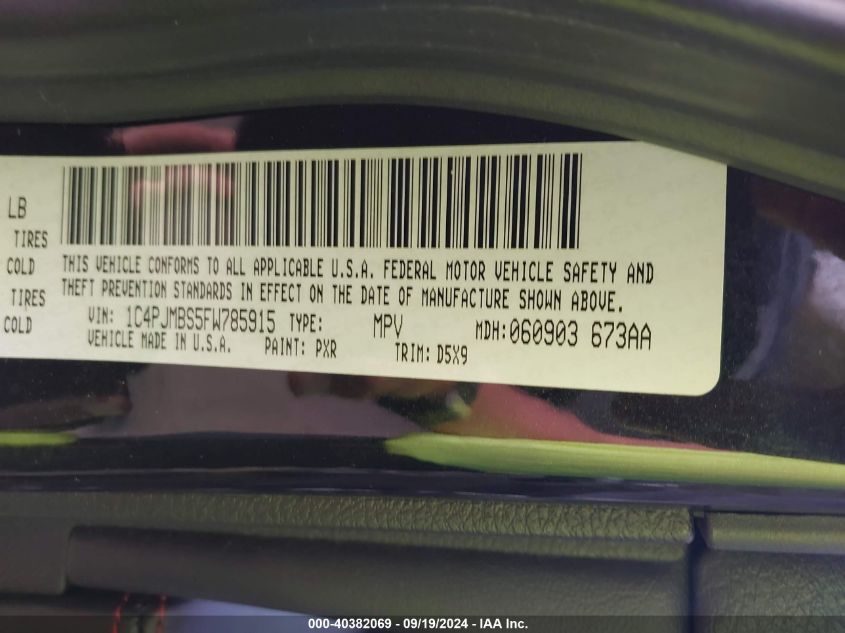 LB
TIRES
COLD
TIRES
COLD
THIS VEHICLE CONFORMS TO ALL APPLICABLE U.S.A. FEDERAL MOTOR VEHICLE SAFETY AND
THEFT PREVENTION STANDARDS IN EFFECT ON THE DATE OF MANUFACTURE SHOWN ABOVE.
VIN: 1C4PJMBS5FW785915 TYPE: MPV MDH:060903 673AA
VEHICLE MADE IN U.S.A. PAINT: PXR TRIM: D5X9
000-40382069 - 09/19/2024 - IAA Inc.